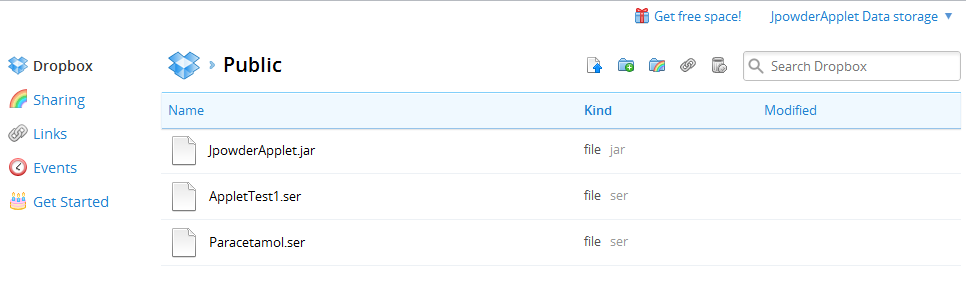 Get free space! JpowderApplet Data storage
Dropbox
Sharing
Links
Events
Get Started
Public
Search Dropbox
Name Kind Modified
JpowderApplet.jar file jar
AppletTest1.ser file ser
Paracetamol.ser file ser